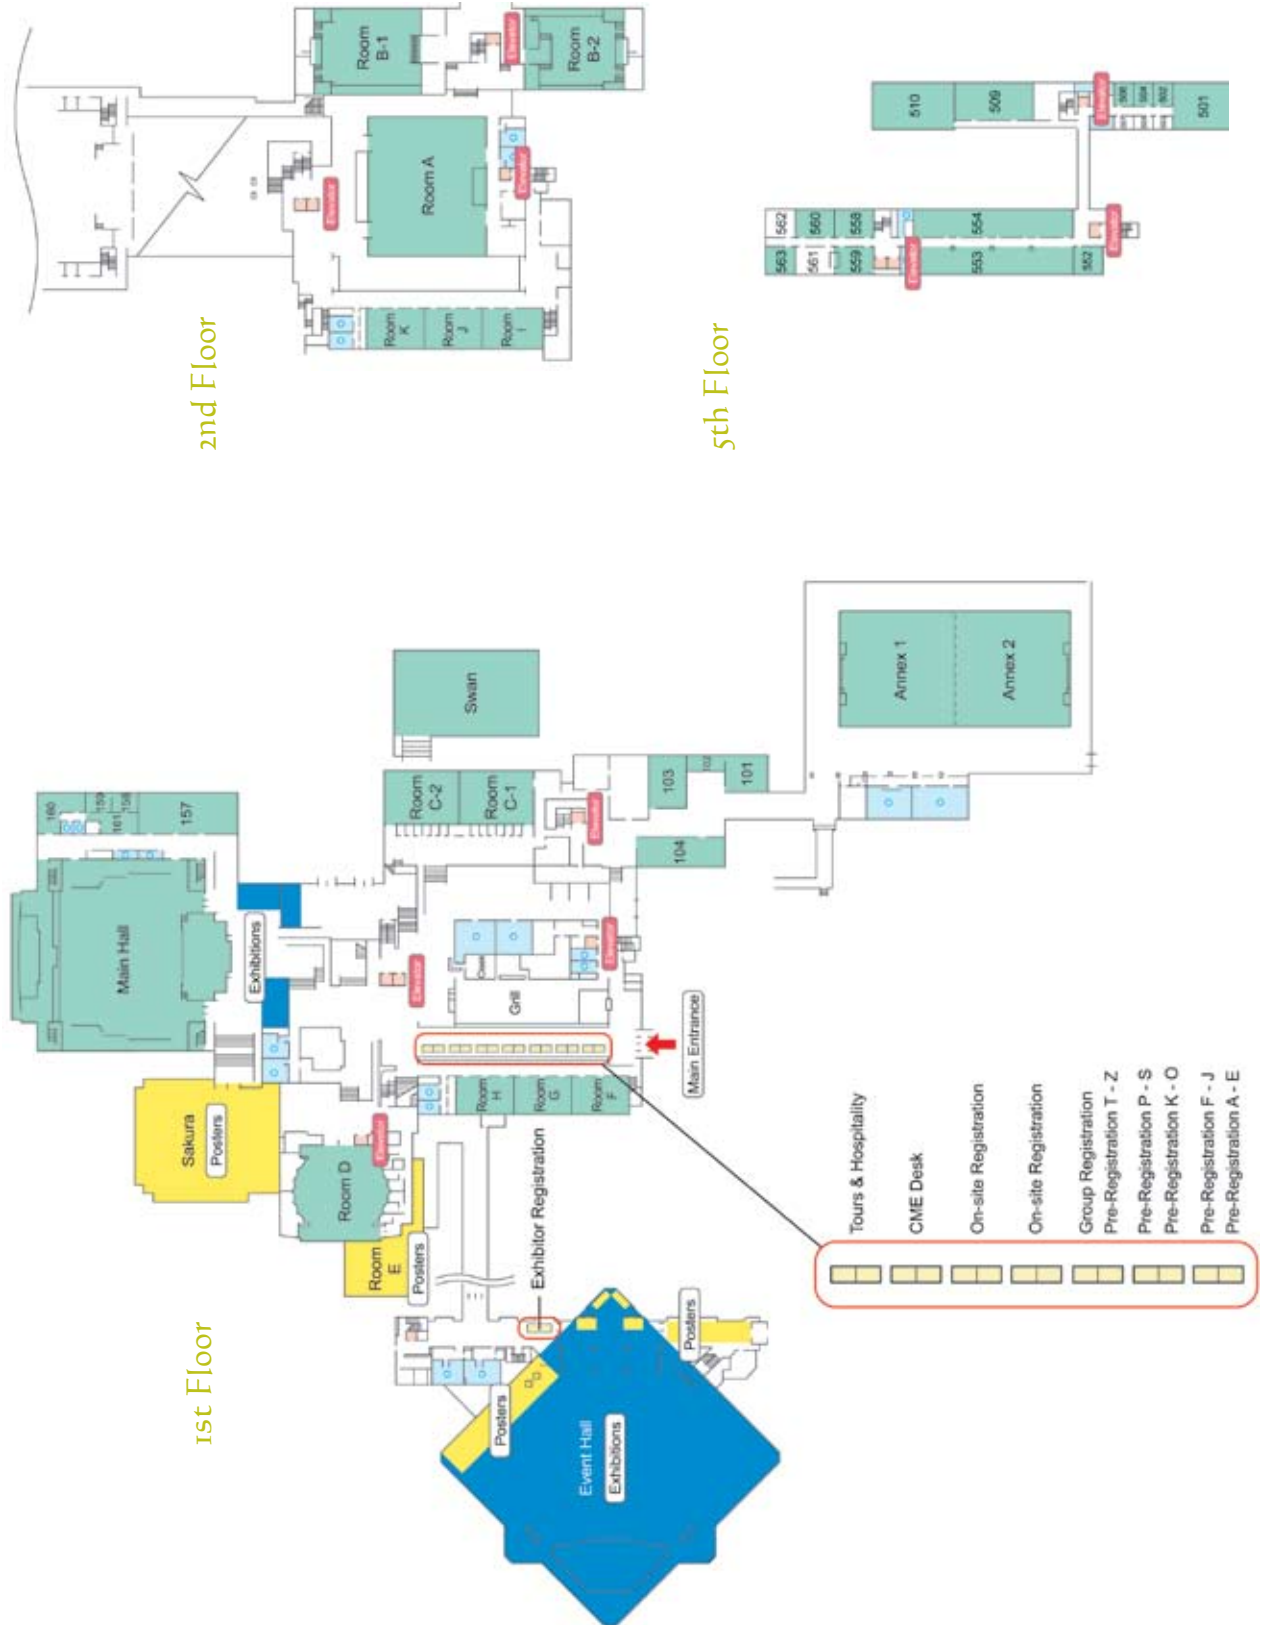 1st Floor
Main Hall
160
159
158
161
157
Exhibitions
Sakura
Posters
Room D
Elevator
Room
E
Posters
Swan
Room
C-2
Room
C-1
Elevator
103
102
101
104
Annex 1
Annex 2
Elevator
Cloak
Grill
Elevator
Main Entrance
Room
H
Room
G
Room
F
Exhibitor Registration
Posters
Posters
Event Hall
Exhibitions
Tours & Hospitality
CME Desk
On-site Registration
On-site Registration
Group Registration
Pre-Registration T - Z
Pre-Registration P - S
Pre-Registration K - O
Pre-Registration F - J
Pre-Registration A - E
2nd Floor
Room
B-1
Room
B-2
Elevator
Room A
Elevator
Elevator
Room
K
Room
J
Room
I
5th Floor
510
509
Elevator
506
504
502
501
562
560
558
554
563
561
559
553
552
Elevator
Elevator